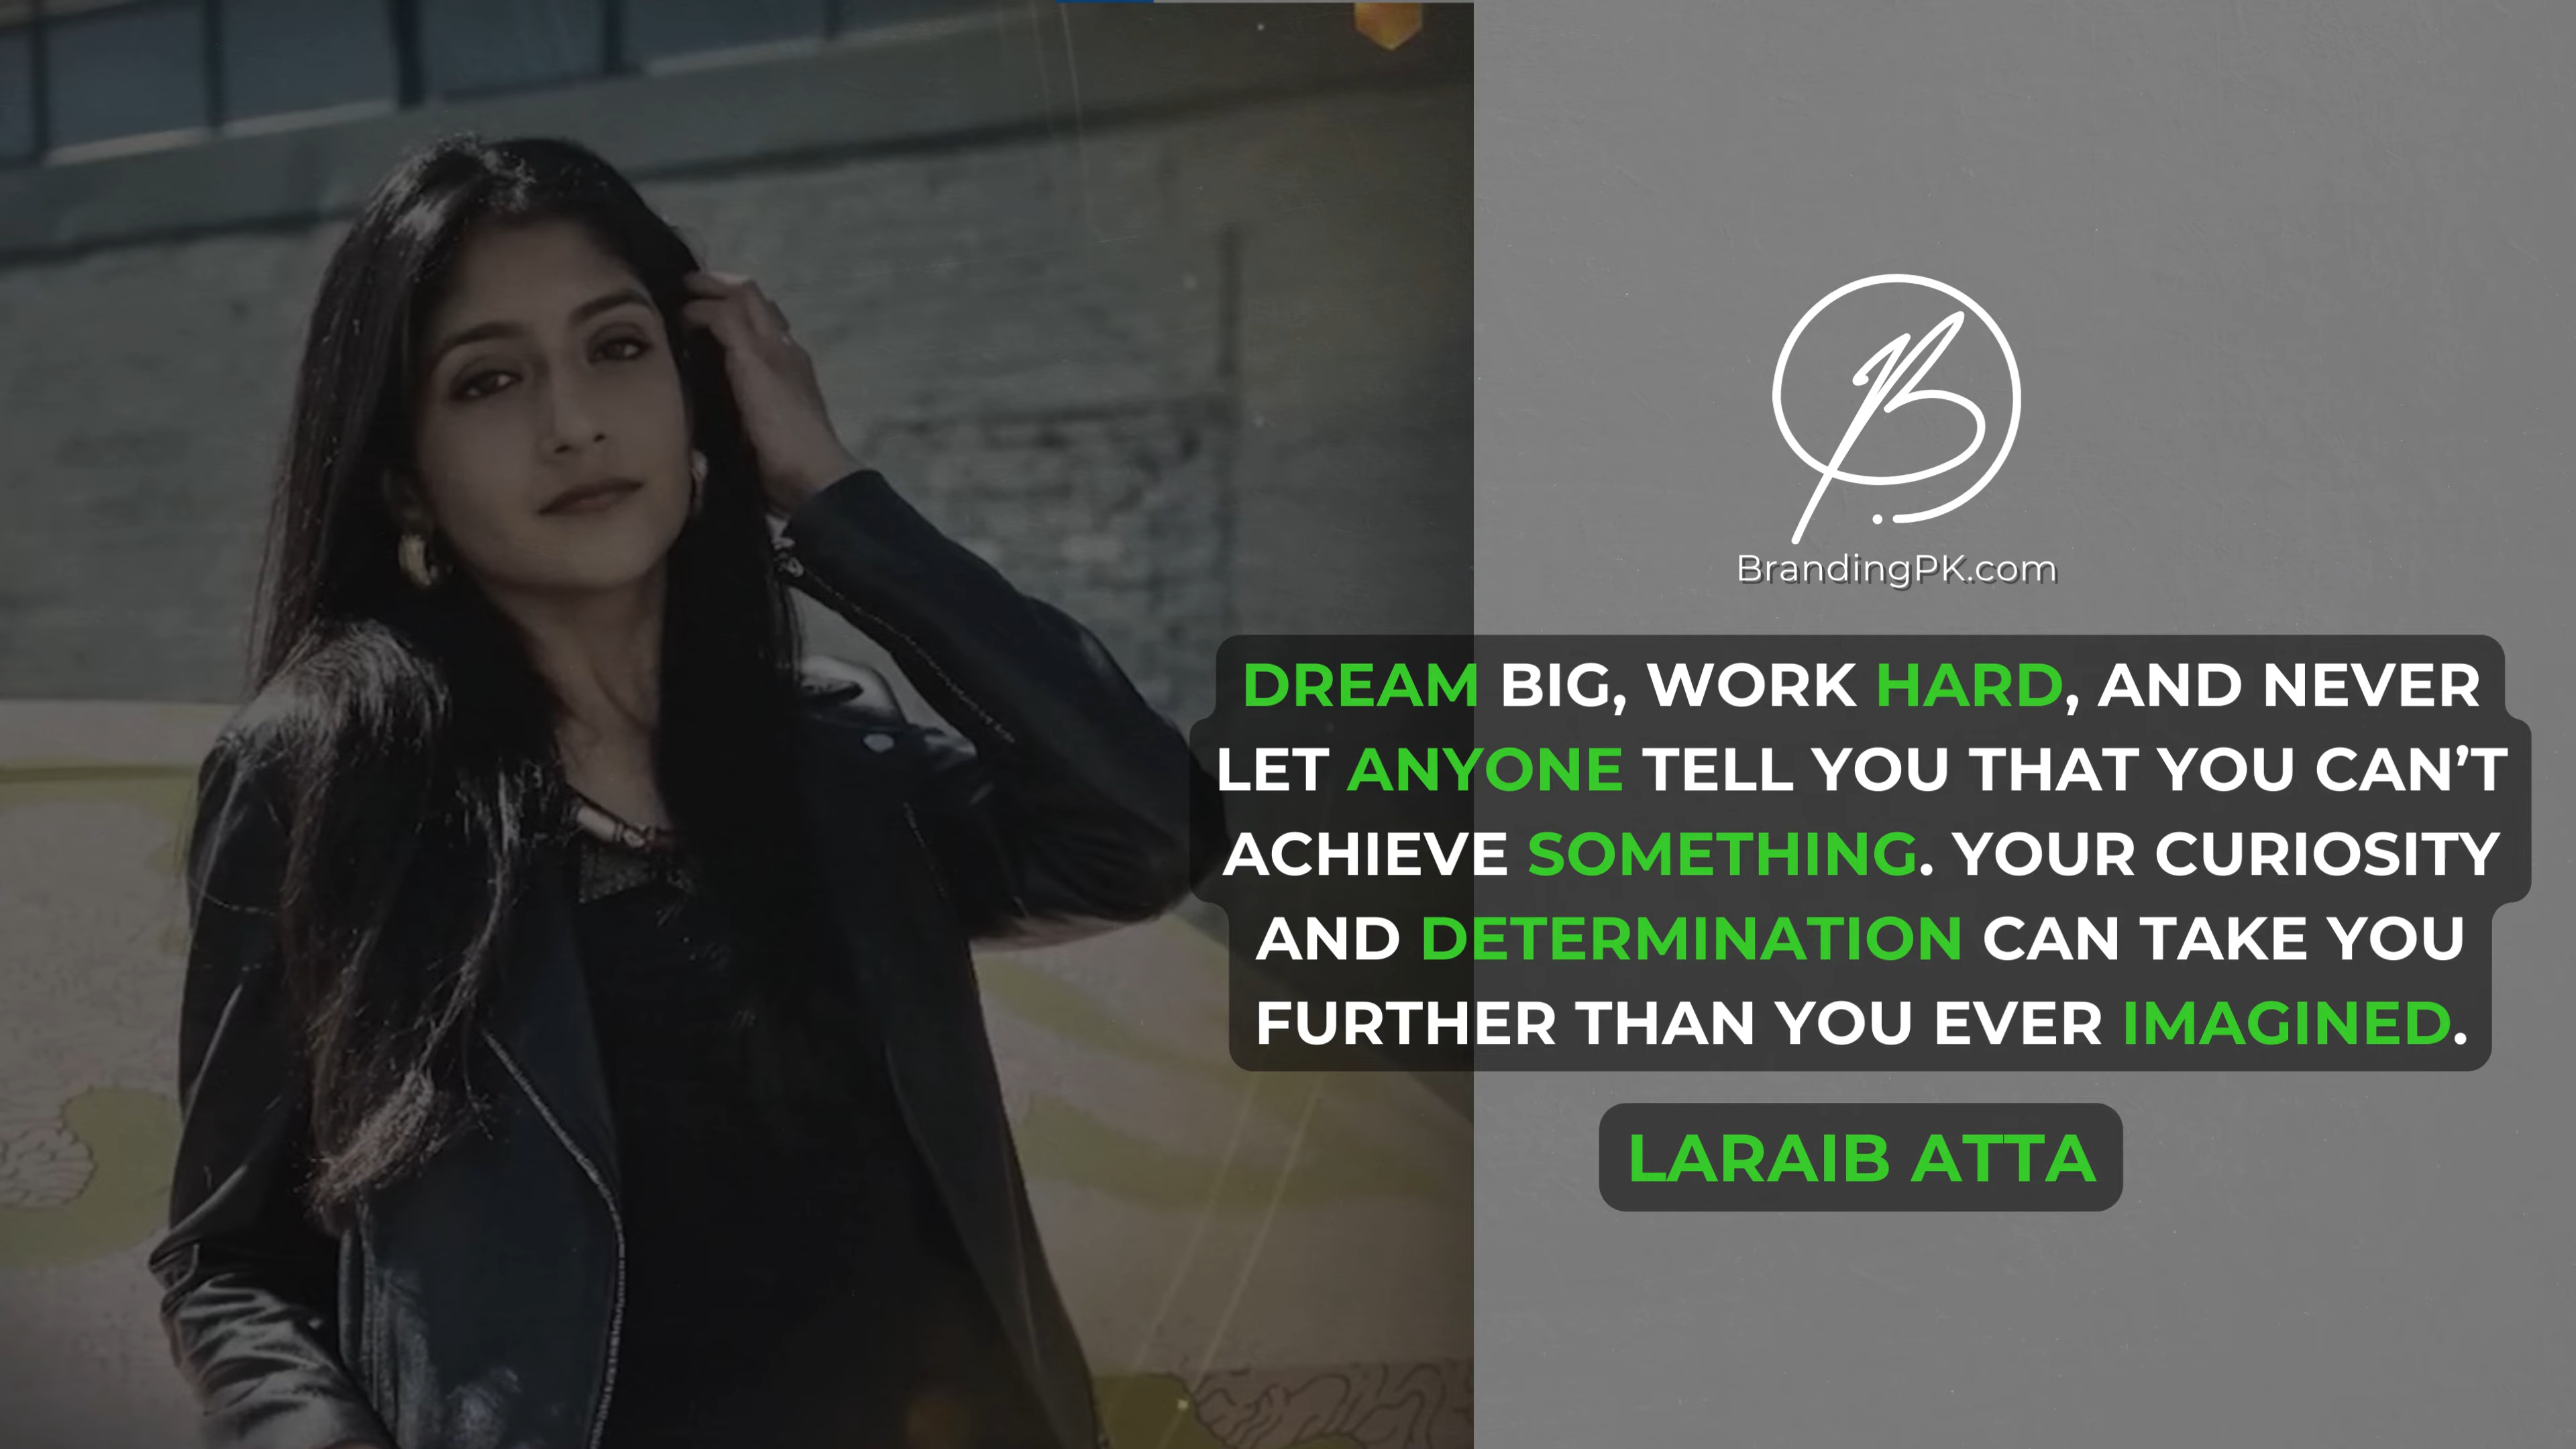 BrandingPK.com
DREAM BIG, WORK HARD, AND NEVER
LET ANYONE TELL YOU THAT YOU CAN’T
ACHIEVE SOMETHING. YOUR CURIOSITY
AND DETERMINATION CAN TAKE YOU
FURTHER THAN YOU EVER IMAGINED.
LARAIB ATTA